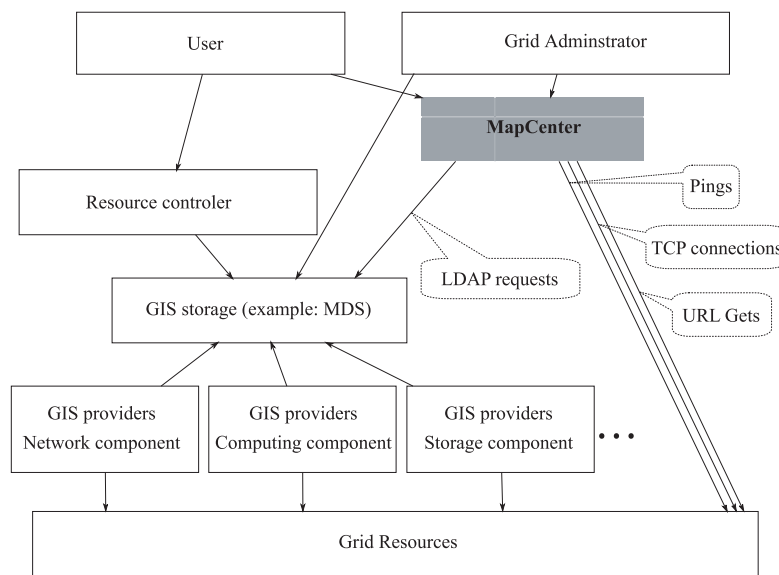 User
Grid Adminstrator
MapCenter
Pings
Resource controler
TCP connections
LDAP requests
GIS storage (example: MDS)
URL Gets
GIS providers
Network component
GIS providers
Computing component
GIS providers
Storage component
...
Grid Resources